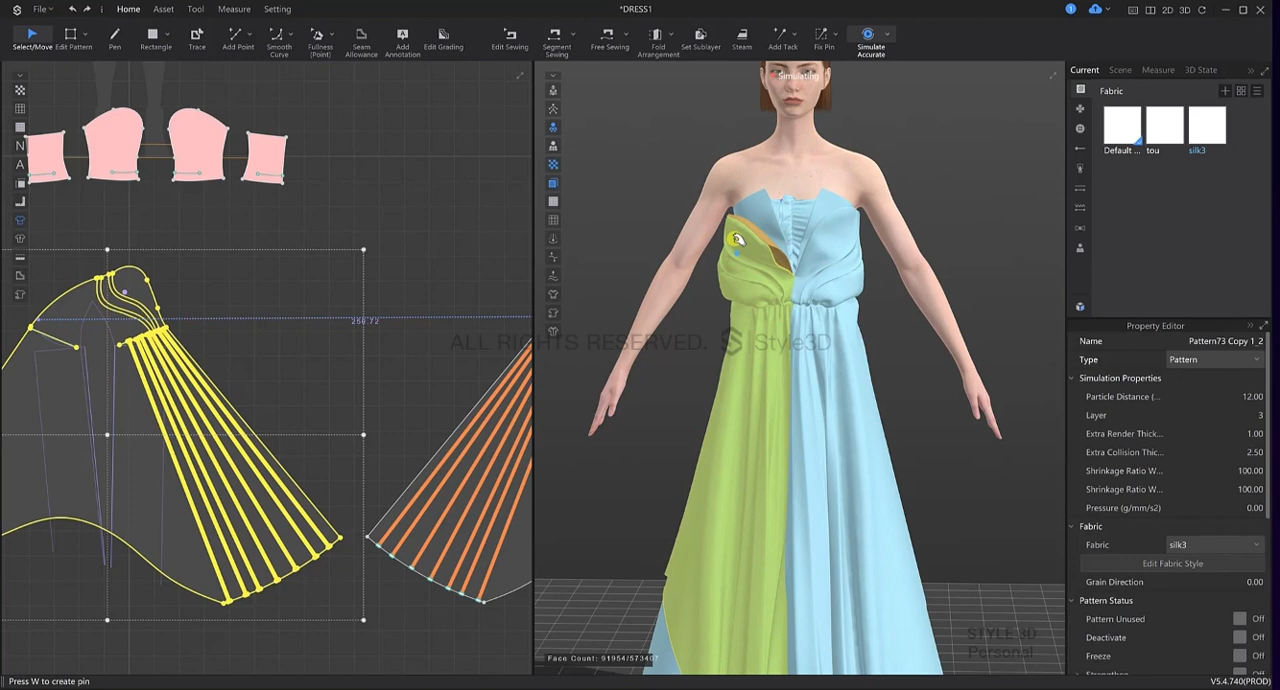 File Home Asset Tool Measure Setting *DRESS1 1 2D 3D
Select/Move Edit Pattern Pen Rectangle Trace Add Point Smooth Curve Fullness (Point) Seam Allowance Add Annotation Edit Grading Edit Sewing Segment Sewing Free Sewing Fold Arrangement Set Sublayer Steam Add Tack Fix Pin Simulate Accurate
Simulating
Current Scene Measure 3D State
Fabric
Default ... tou silk3
N
A
ALL RIGHTS RESERVED. Style3D
Property Editor
Name Pattern73 Copy 1_2
Type Pattern
Simulation Properties
Particle Distance (... 12.00
Layer 3
Extra Render Thick... 1.00
Extra Collision Thic... 2.50
Shrinkage Ratio W... 100.00
Shrinkage Ratio W... 100.00
Pressure (g/mm/s2) 0.00
Fabric
Fabric silk3
Edit Fabric Style
Grain Direction 0.00
Pattern Status
Pattern Unused Off
Deactivate Off
Freeze Off
STYLE3D
Personal
Press W to create pin V5.4.740(PROD)